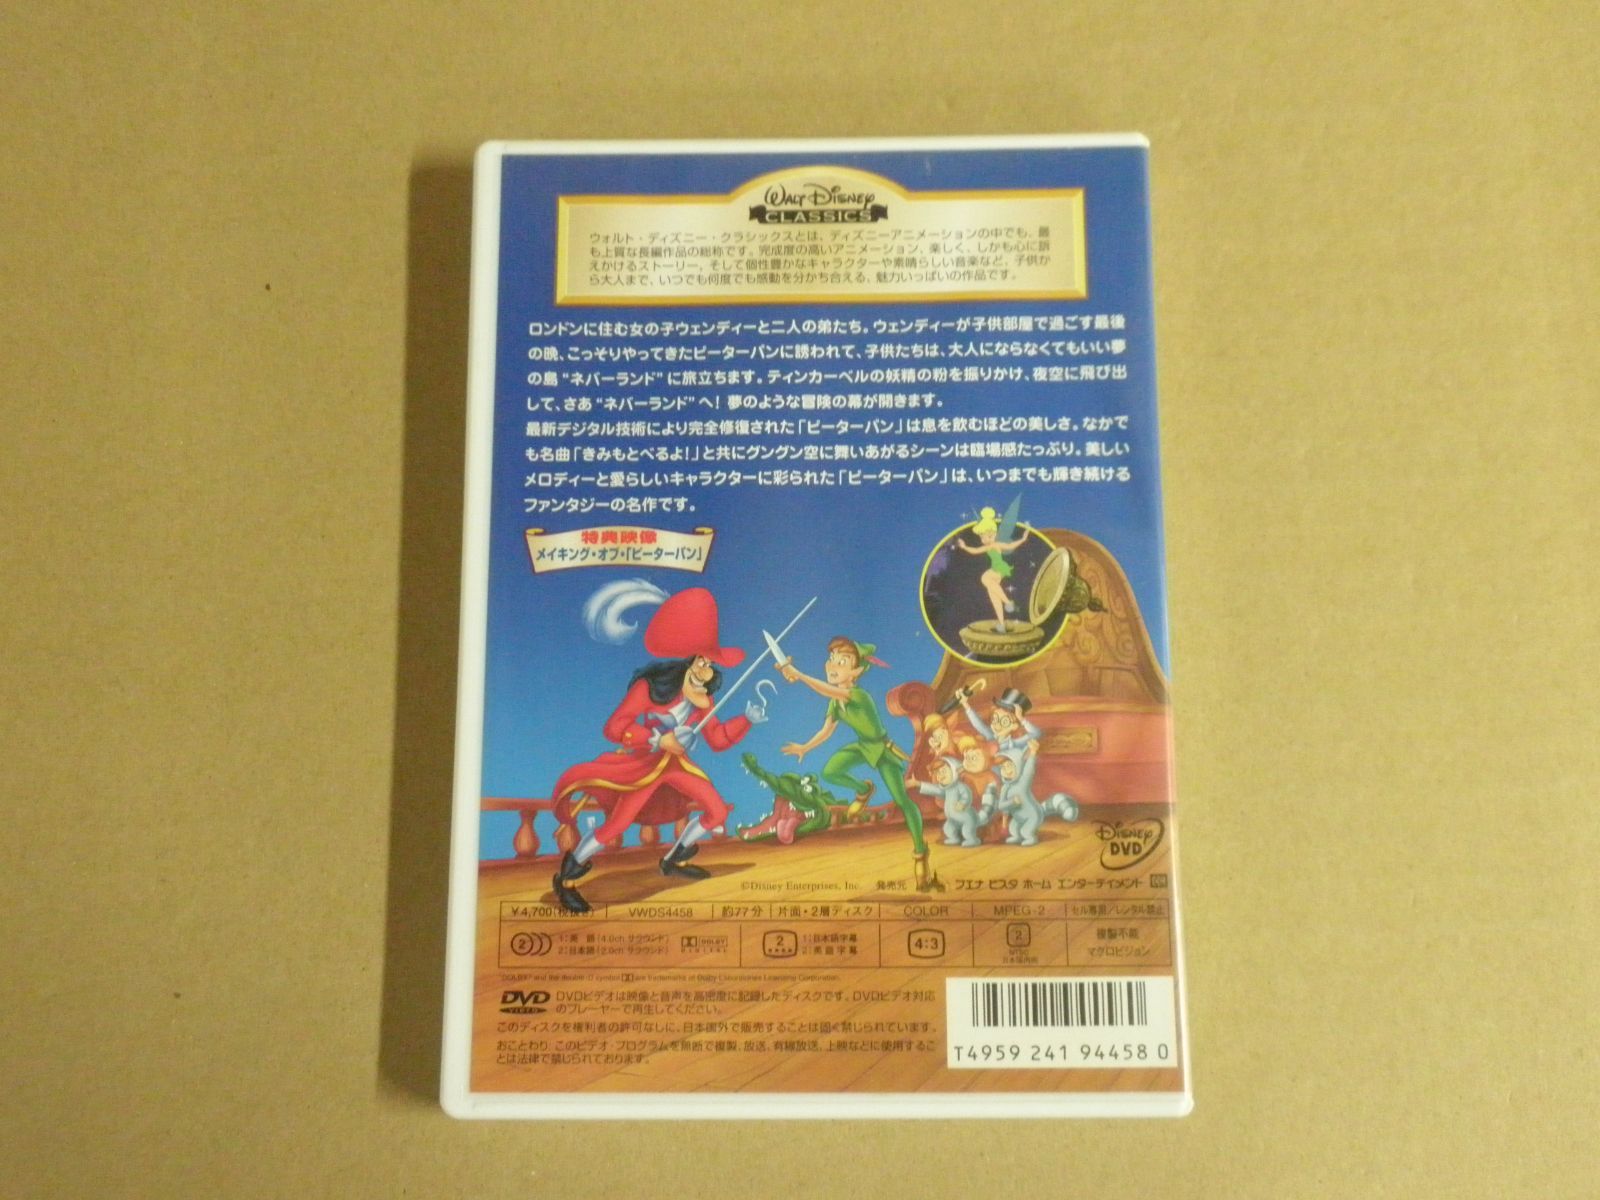 WALT DISNEY
CLASSICS
ウォルト・ディズニー・クラシックスとは、ディズニーアニメーションの中でも、最
も上質な長編作品の総称です。完成度の高いアニメーション、楽しく、しかも心に訴
えかけるストーリー、そして個性豊かなキャラクターや素晴らしい音楽など、子供か
ら大人まで、いつでも何度でも感動を分かち合える、魅力いっぱいの作品です。
ロンドンに住む女の子ウェンディーと二人の弟たち。ウェンディーが子供部屋で過ごす最後
の晩、こっそりやってきたピーターパンに誘われて、子供たちは、大人にならなくてもいい夢
の島“ネバーランド”に旅立ちます。ティンカーベルの妖精の粉を振りかけ、夜空に飛び出
して、さあ“ネバーランド”へ! 夢のような冒険の幕が開きます。
最新デジタル技術により完全修復された「ピーターパン」は息を飲むほどの美しさ。なかで
も名曲「きみもとべるよ!」と共にグングン空に舞いあがるシーンは臨場感たっぷり。美しい
メロディーと愛らしいキャラクターに彩られた「ピーターパン」は、いつまでも輝き続ける
ファンタジーの名作です。
特典映像
メイキング・オブ・「ピーターパン」
DISNEY
DVD
©Disney Enterprises, Inc. 発売元 ブエナ ビスタ ホーム エンターテイメント
¥4,700(税抜き) VWDS4458 約77分 片面・2層ディスク COLOR MPEG-2 セル専用/レンタル禁止
2 1:英語(4.0ch サラウンド) DOLBY DIGITAL 2 1:日本語字幕 4:3 2 複製不能
2:日本語(2.0ch サラウンド) 2:英語字幕 NTSC 日本国内用 マクロビジョン
"DOLBY" and the double-D symbol are trademarks of Dolby Laboratories Licensing Corporation.
DVD VIDEO DVDビデオは映像と音声を高密度に記録したディスクです。DVDビデオ対応
のプレーヤーで再生してください。
このディスクを権利者の許可なしに、日本国外で販売することは固く禁じられています。
おことわり:このビデオ・プログラムを無断で複製、放送、有線放送、上映などに使用するこ
とは法律で禁じられております。
T4959 241 944580